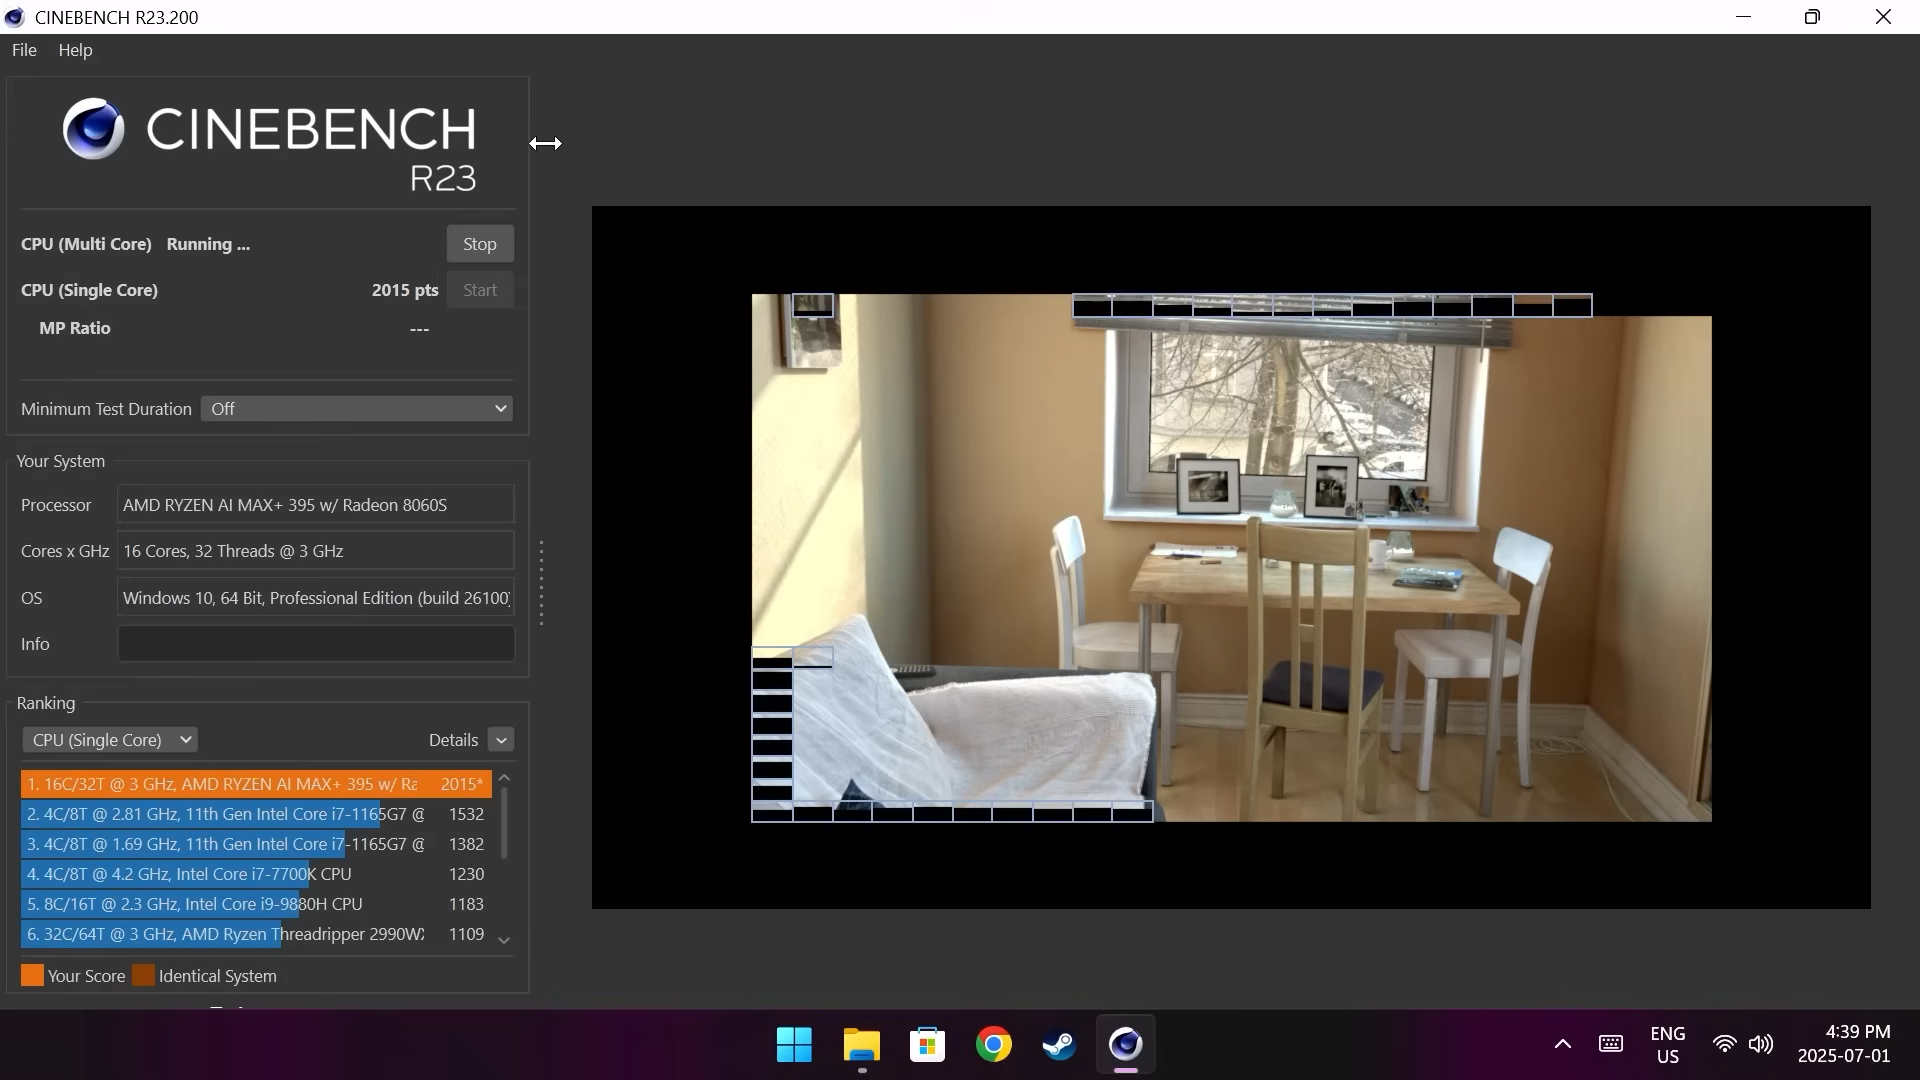 CINEBENCH R23.200
File Help
CINEBENCH
R23
CPU (Multi Core) Running ... Stop
CPU (Single Core) 2015 pts Start
MP Ratio ---
Minimum Test Duration Off
Your System
Processor AMD RYZEN AI MAX+ 395 w/ Radeon 8060S
Cores x GHz 16 Cores, 32 Threads @ 3 GHz
OS Windows 10, 64 Bit, Professional Edition (build 26100)
Info
Ranking
CPU (Single Core) Details
1. 16C/32T @ 3 GHz, AMD RYZEN AI MAX+ 395 w/ Ra 2015*
2. 4C/8T @ 2.81 GHz, 11th Gen Intel Core i7-1165G7 @ 1532
3. 4C/8T @ 1.69 GHz, 11th Gen Intel Core i7-1165G7 @ 1382
4. 4C/8T @ 4.2 GHz, Intel Core i7-7700K CPU 1230
5. 8C/16T @ 2.3 GHz, Intel Core i9-9880H CPU 1183
6. 32C/64T @ 3 GHz, AMD Ryzen Threadripper 2990WX 1109
Your Score Identical System
ENG
US
4:39 PM
2025-07-01